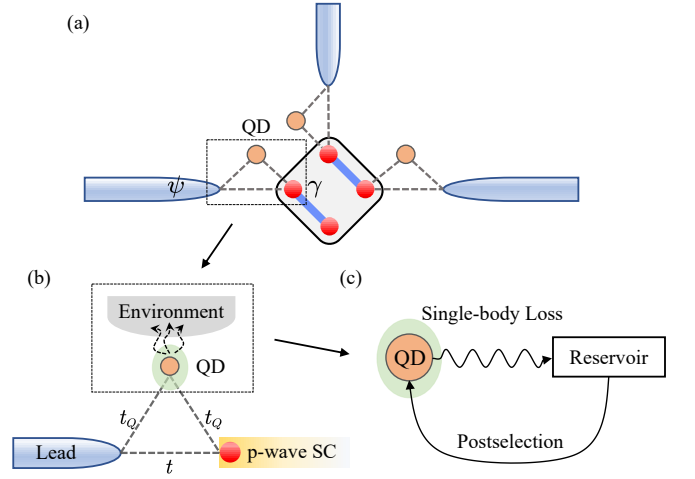 (a)
QD
ψ
γ
(b)
Environment
QD
t_Q
t_Q
Lead
t
p-wave SC
(c)
Single-body Loss
QD
Reservoir
Postselection